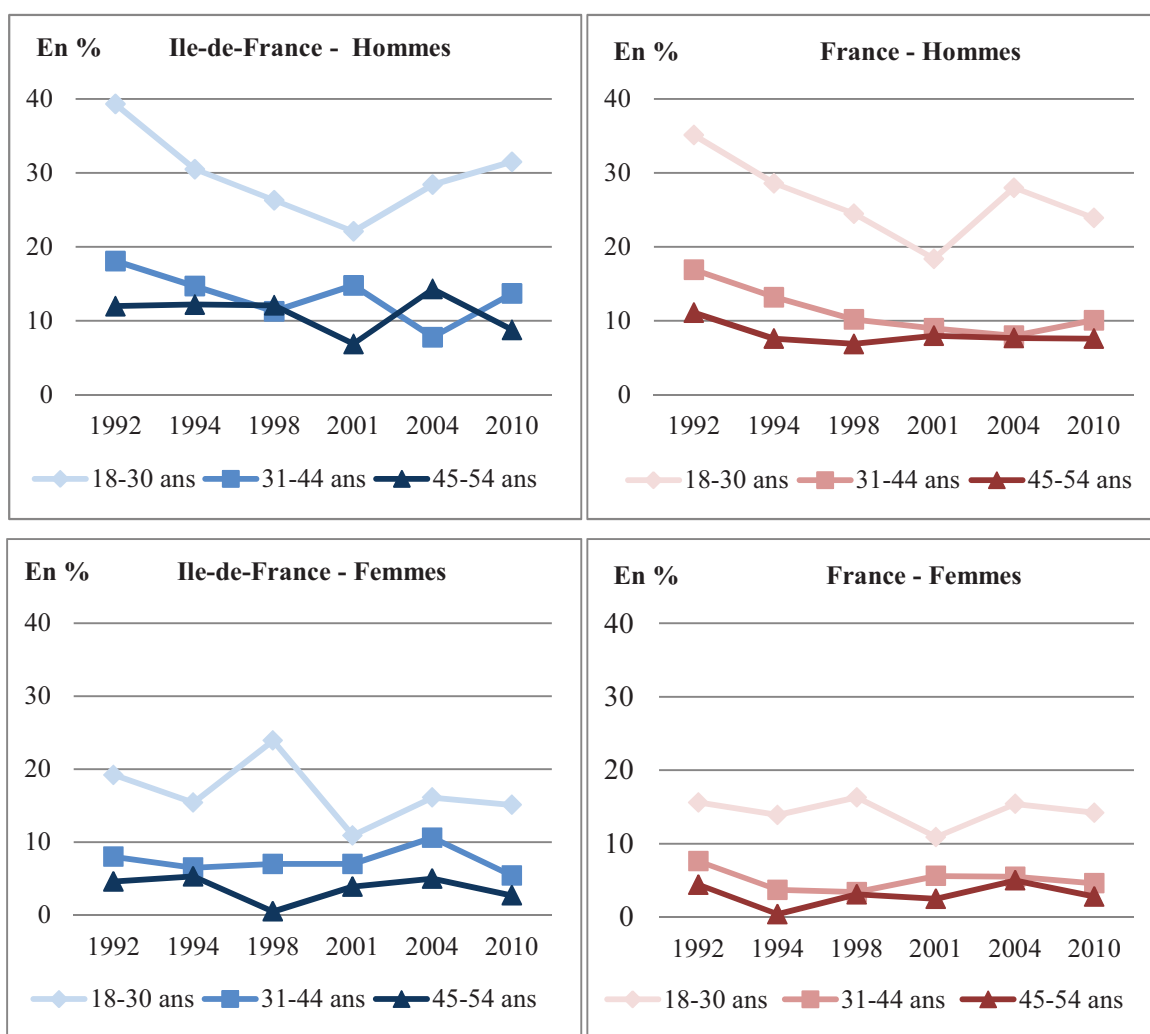 En % Ile-de-France - Hommes
40
30
20
10
0
1992 1994 1998 2001 2004 2010
18-30 ans 31-44 ans 45-54 ans
En % France - Hommes
40
30
20
10
0
1992 1994 1998 2001 2004 2010
18-30 ans 31-44 ans 45-54 ans
En % Ile-de-France - Femmes
40
30
20
10
0
1992 1994 1998 2001 2004 2010
18-30 ans 31-44 ans 45-54 ans
En % France - Femmes
40
30
20
10
0
1992 1994 1998 2001 2004 2010
18-30 ans 31-44 ans 45-54 ans